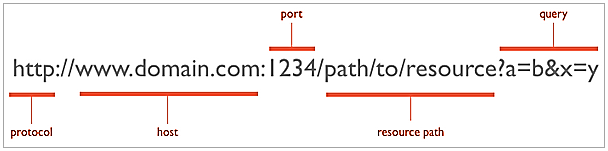 port query
http://www.domain.com:1234/path/to/resource?a=b&x=y
protocol host resource path